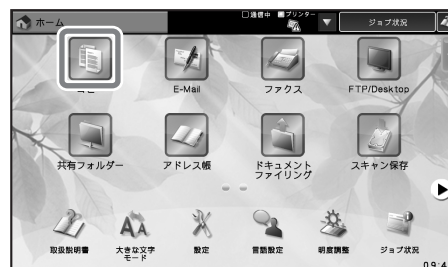 ホーム
通信中
プリンター
ジョブ状況
E-Mail
ファクス
FTP/Desktop
共有フォルダー
アドレス帳
ドキュメント
ファイリング
スキャン保存
取扱説明書
大きな文字
モード
設定
言語設定
明度調整
ジョブ状況